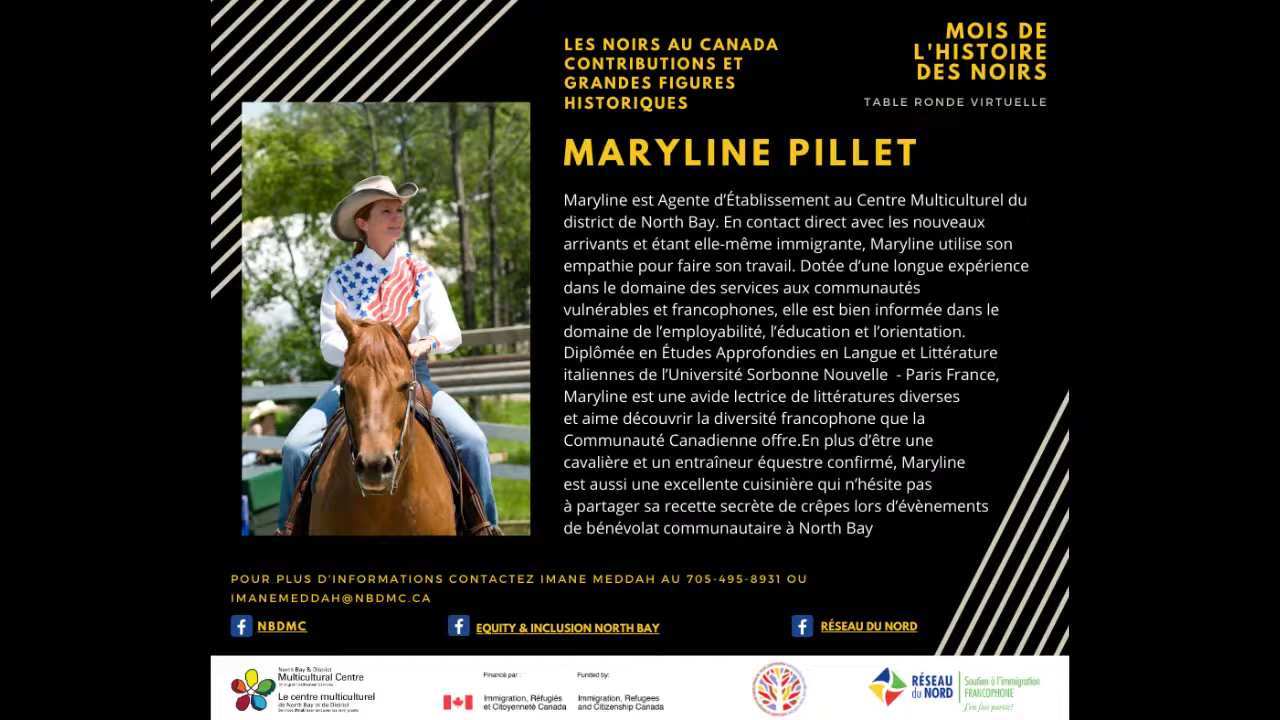 LES NOIRS AU CANADA
CONTRIBUTIONS ET
GRANDES FIGURES
HISTORIQUES
MOIS DE
L'HISTOIRE
DES NOIRS
TABLE RONDE VIRTUELLE
MARYLINE PILLET
Maryline est Agente d'Établissement au Centre Multiculturel du
district de North Bay. En contact direct avec les nouveaux
arrivants et étant elle-même immigrante, Maryline utilise son
empathie pour faire son travail. Dotée d'une longue expérience
dans le domaine des services aux communautés
vulnérables et francophones, elle est bien informée dans le
domaine de l'employabilité, l'éducation et l'orientation.
Diplômée en Études Approfondies en Langue et Littérature
italiennes de l'Université Sorbonne Nouvelle  - Paris France,
Maryline est une avide lectrice de littératures diverses
et aime découvrir la diversité francophone que la
Communauté Canadienne offre.En plus d'être une
cavalière et un entraîneur équestre confirmé, Maryline
est aussi une excellente cuisinière qui n'hésite pas
à partager sa recette secrète de crêpes lors d'évènements
de bénévolat communautaire à North Bay
POUR PLUS D'INFORMATIONS CONTACTEZ IMANE MEDDAH AU 705-495-8931 OU
IMANEMEDDAH@NBDMC.CA
NBDMC
EQUITY & INCLUSION NORTH BAY
RÉSEAU DU NORD
North Bay & District
Multicultural Centre
Le centre multiculturel
de North Bay et du District
Financé par :
Immigration, Réfugiés
et Citoyenneté Canada
Funded by:
Immigration, Refugees
and Citizenship Canada
RÉSEAU
DU NORD
Soutien à l'immigration
FRANCOPHONE
J'en fais partie!